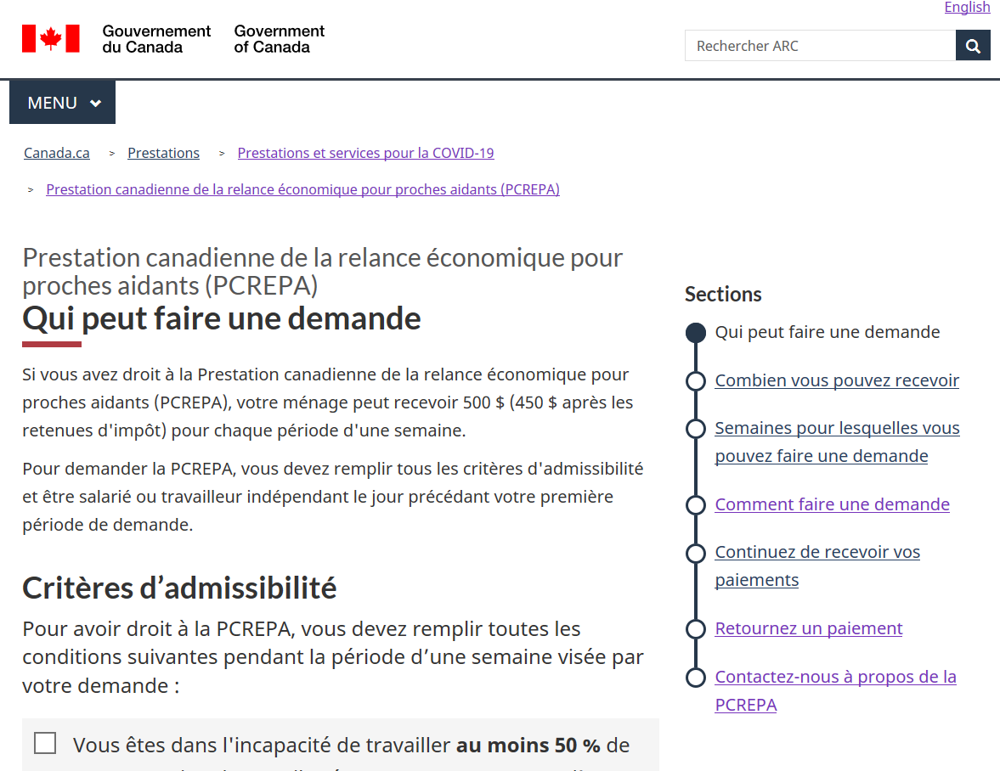 English
Gouvernement
du Canada
Government
of Canada
Rechercher ARC
MENU
Canada.ca > Prestations > Prestations et services pour la COVID-19
> Prestation canadienne de la relance économique pour proches aidants (PCREPA)
Prestation canadienne de la relance économique pour
proches aidants (PCREPA)
Qui peut faire une demande
Si vous avez droit à la Prestation canadienne de la relance économique pour
proches aidants (PCREPA), votre ménage peut recevoir 500 $ (450 $ après les
retenues d'impôt) pour chaque période d'une semaine.
Pour demander la PCREPA, vous devez remplir tous les critères d'admissibilité
et être salarié ou travailleur indépendant le jour précédant votre première
période de demande.
Critères d’admissibilité
Pour avoir droit à la PCREPA, vous devez remplir toutes les
conditions suivantes pendant la période d’une semaine visée par
votre demande :
Vous êtes dans l'incapacité de travailler au moins 50 % de
Sections
Qui peut faire une demande
Combien vous pouvez recevoir
Semaines pour lesquelles vous
pouvez faire une demande
Comment faire une demande
Continuez de recevoir vos
paiements
Retournez un paiement
Contactez-nous à propos de la
PCREPA